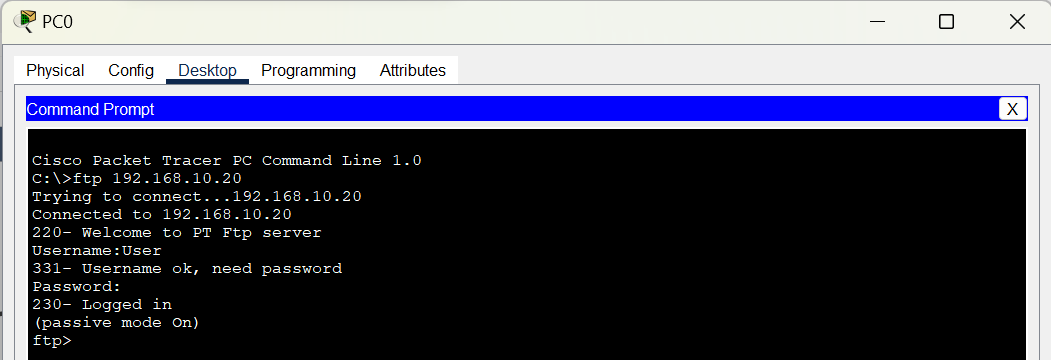 PC0
Physical Config Desktop Programming Attributes
Command Prompt X
Cisco Packet Tracer PC Command Line 1.0
C:\>ftp 192.168.10.20
Trying to connect...192.168.10.20
Connected to 192.168.10.20
220- Welcome to PT Ftp server
Username:User
331- Username ok, need password
Password:
230- Logged in
(passive mode On)
ftp>